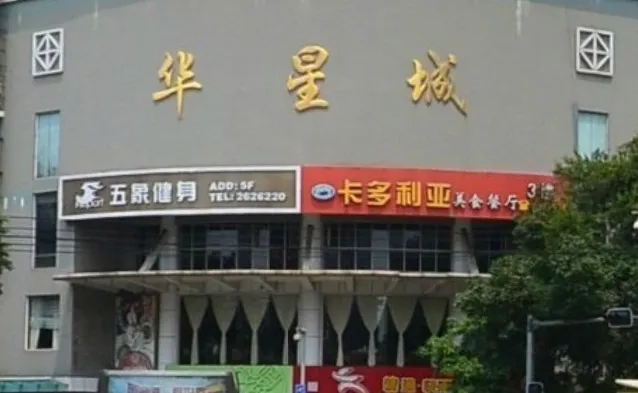 华星城
五象健身
ADD: 5F
TEL: 2626220
卡多利亚美食餐厅3楼